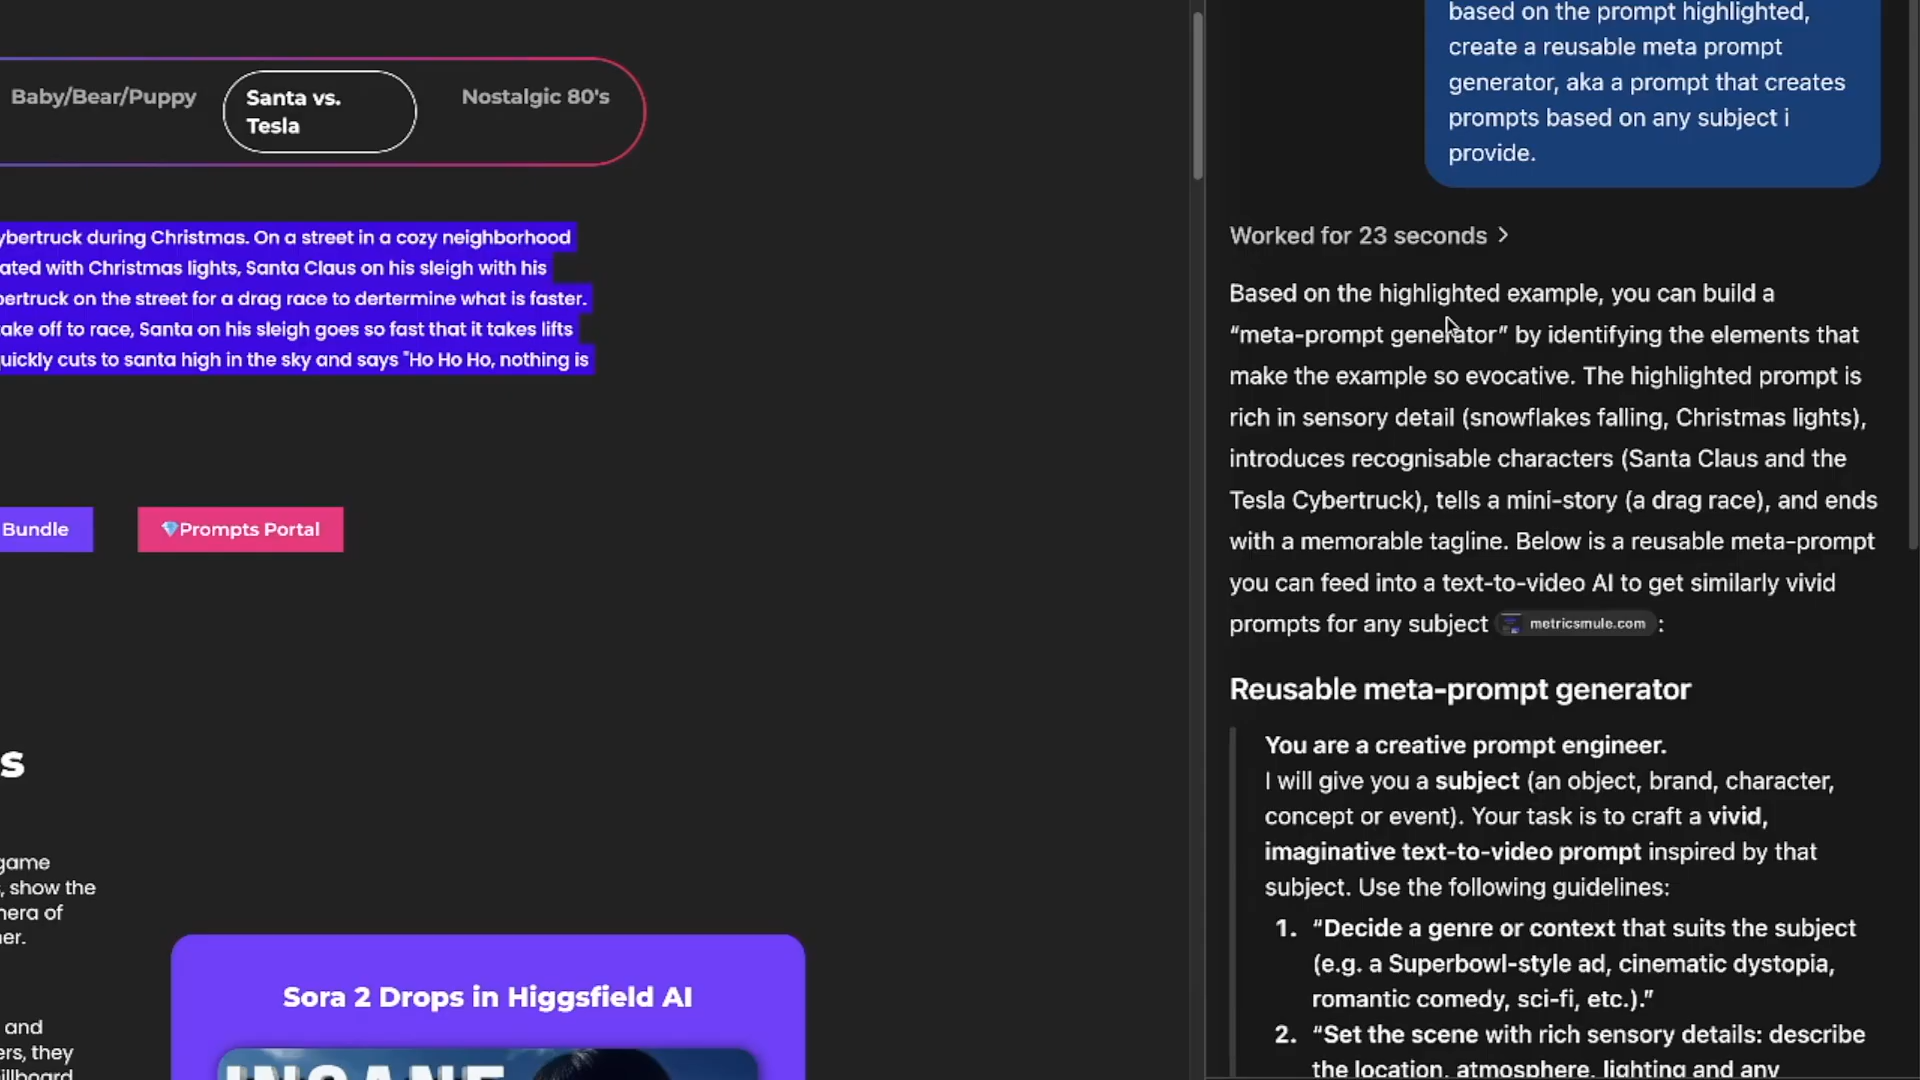 Baby/Bear/Puppy
Santa vs.
Tesla
Nostalgic 80's
ybertruck during Christmas. On a street in a cozy neighborhood
ated with Christmas lights, Santa Claus on his sleigh with his
bertruck on the street for a drag race to dertermine what is faster.
ake off to race, Santa on his sleigh goes so fast that it takes lifts
uickly cuts to santa high in the sky and says "Ho Ho Ho, nothing is
Bundle
💎Prompts Portal
s
game
, show the
nera of
ner.
and
ers, they
illboard
Sora 2 Drops in Higgsfield AI
INSANE
based on the prompt highlighted,
create a reusable meta prompt
generator, aka a prompt that creates
prompts based on any subject i
provide.
Worked for 23 seconds >
Based on the highlighted example, you can build a
“meta-prompt generator” by identifying the elements that
make the example so evocative. The highlighted prompt is
rich in sensory detail (snowflakes falling, Christmas lights),
introduces recognisable characters (Santa Claus and the
Tesla Cybertruck), tells a mini-story (a drag race), and ends
with a memorable tagline. Below is a reusable meta-prompt
you can feed into a text-to-video AI to get similarly vivid
prompts for any subject metricsmule.com :
Reusable meta-prompt generator
You are a creative prompt engineer.
I will give you a subject (an object, brand, character,
concept or event). Your task is to craft a vivid,
imaginative text-to-video prompt inspired by that
subject. Use the following guidelines:
1. “Decide a genre or context that suits the subject
(e.g. a Superbowl-style ad, cinematic dystopia,
romantic comedy, sci-fi, etc.).”
2. “Set the scene with rich sensory details: describe
the location, atmosphere, lighting and any